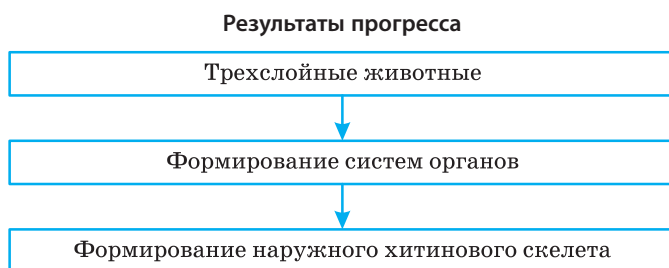 Результаты прогресса
Трехслойные животные
Формирование систем органов
Формирование наружного хитинового скелета